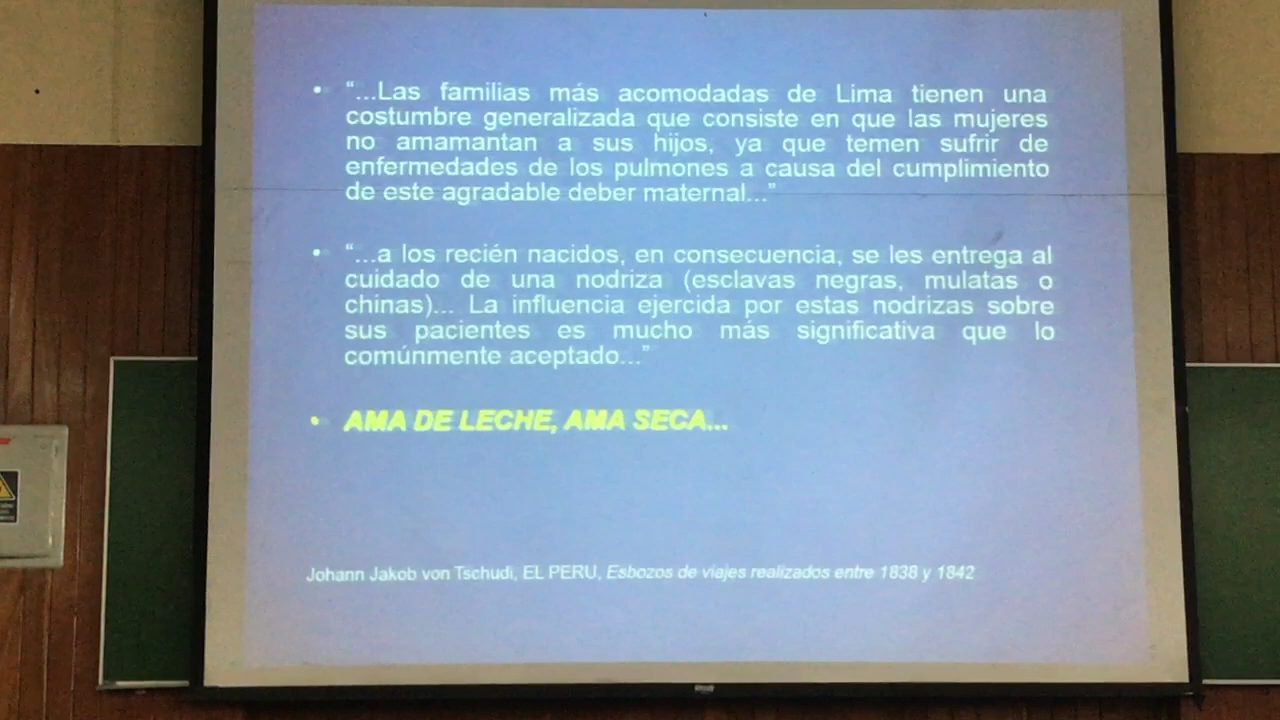 • “...Las familias más acomodadas de Lima tienen una
costumbre generalizada que consiste en que las mujeres
no amamantan a sus hijos, ya que temen sufrir de
enfermedades de los pulmones a causa del cumplimiento
de este agradable deber maternal...”
• “...a los recién nacidos, en consecuencia, se les entrega al
cuidado de una nodriza (esclavas negras, mulatas o
chinas)... La influencia ejercida por estas nodrizas sobre
sus pacientes es mucho más significativa que lo
comúnmente aceptado...”
• AMA DE LECHE, AMA SECA...
Johann Jakob von Tschudi, EL PERU, Esbozos de viajes realizados entre 1838 y 1842